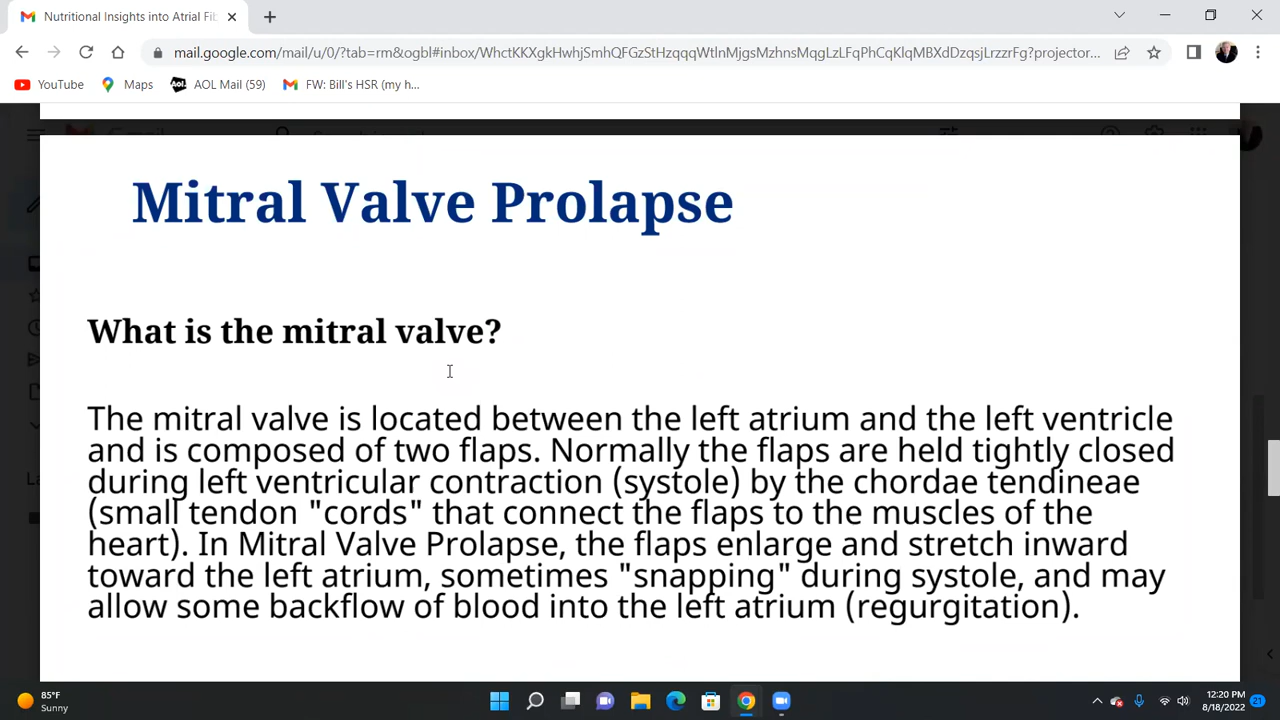 Nutritional Insights into Atrial Fib
mail.google.com/mail/u/0/?tab=rm&ogbl#inbox/WhctKKXgkHwhjSmhQFGzStHzqqqWtlnMjgsMzhnsMqgLzLFqPhCqKlqMBXdDzqsjLrzzrFg?projector...
YouTube Maps AOL Mail (59) FW: Bill's HSR (my h...
Mitral Valve Prolapse
What is the mitral valve?
The mitral valve is located between the left atrium and the left ventricle
and is composed of two flaps. Normally the flaps are held tightly closed
during left ventricular contraction (systole) by the chordae tendineae
(small tendon "cords" that connect the flaps to the muscles of the
heart). In Mitral Valve Prolapse, the flaps enlarge and stretch inward
toward the left atrium, sometimes "snapping" during systole, and may
allow some backflow of blood into the left atrium (regurgitation).
85°F
Sunny
12:20 PM
8/18/2022
21